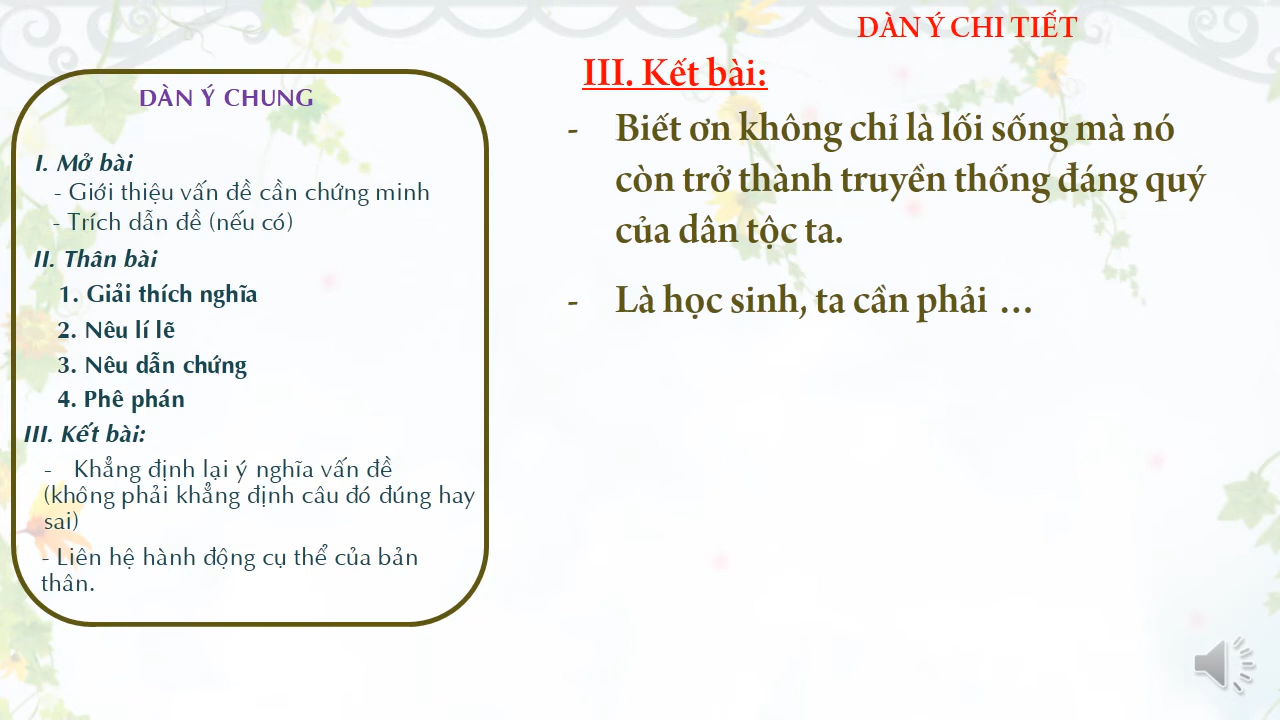 DÀN Ý CHI TIẾT
DÀN Ý CHUNG
I. Mở bài
- Giới thiệu vấn đề cần chứng minh
- Trích dẫn đề (nếu có)
II. Thân bài
1. Giải thích nghĩa
2. Nêu lí lẽ
3. Nêu dẫn chứng
4. Phê phán
III. Kết bài:
- Khẳng định lại ý nghĩa vấn đề
(không phải khẳng định câu đó đúng hay
sai)
- Liên hệ hành động cụ thể của bản
thân.
III. Kết bài:
- Biết ơn không chỉ là lối sống mà nó
còn trở thành truyền thống đáng quý
của dân tộc ta.
- Là học sinh, ta cần phải ...